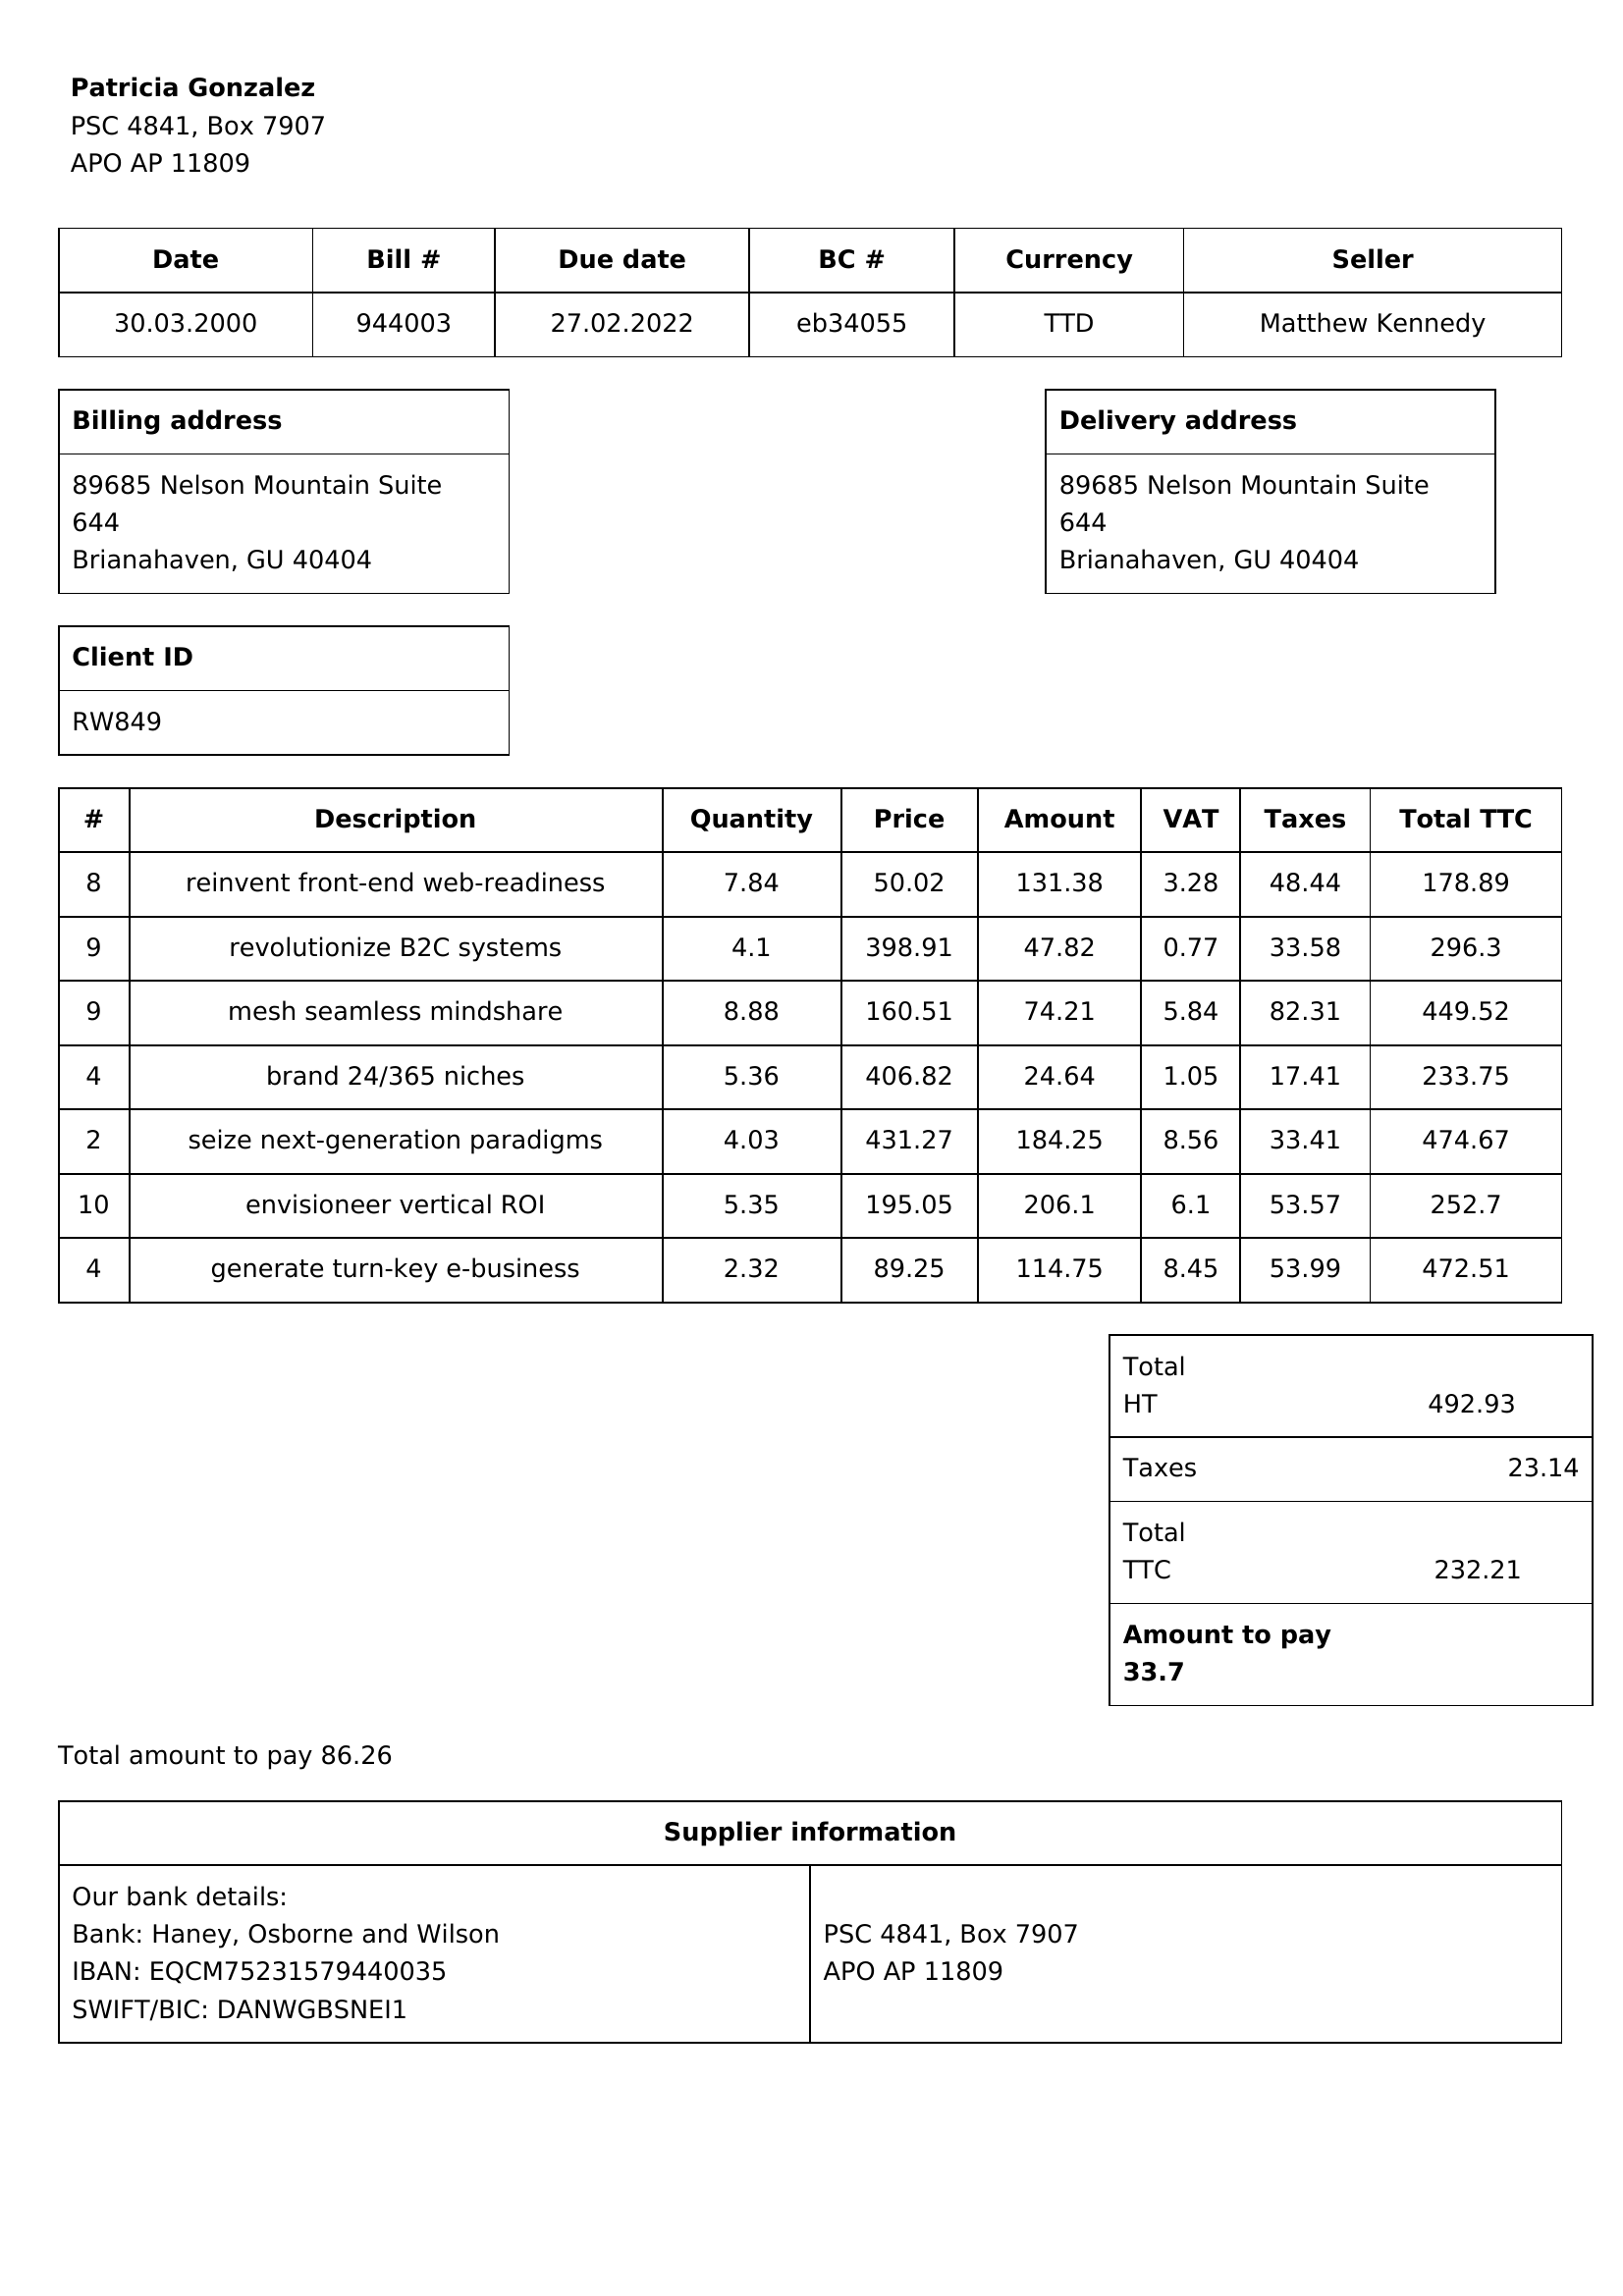 Patricia Gonzalez
PSC 4841, Box 7907
APO AP 11809
Date Bill # Due date BC # Currency Seller
30.03.2000 944003 27.02.2022 eb34055 TTD Matthew Kennedy
Billing address
89685 Nelson Mountain Suite
644
Brianahaven, GU 40404
Delivery address
89685 Nelson Mountain Suite
644
Brianahaven, GU 40404
Client ID
RW849
# Description Quantity Price Amount VAT Taxes Total TTC
8 reinvent front-end web-readiness 7.84 50.02 131.38 3.28 48.44 178.89
9 revolutionize B2C systems 4.1 398.91 47.82 0.77 33.58 296.3
9 mesh seamless mindshare 8.88 160.51 74.21 5.84 82.31 449.52
4 brand 24/365 niches 5.36 406.82 24.64 1.05 17.41 233.75
2 seize next-generation paradigms 4.03 431.27 184.25 8.56 33.41 474.67
10 envisioneer vertical ROI 5.35 195.05 206.1 6.1 53.57 252.7
4 generate turn-key e-business 2.32 89.25 114.75 8.45 53.99 472.51
Total
HT 492.93
Taxes 23.14
Total
TTC 232.21
Amount to pay
33.7
Total amount to pay 86.26
Supplier information
Our bank details:
Bank: Haney, Osborne and Wilson
IBAN: EQCM75231579440035
SWIFT/BIC: DANWGBSNEI1
PSC 4841, Box 7907
APO AP 11809